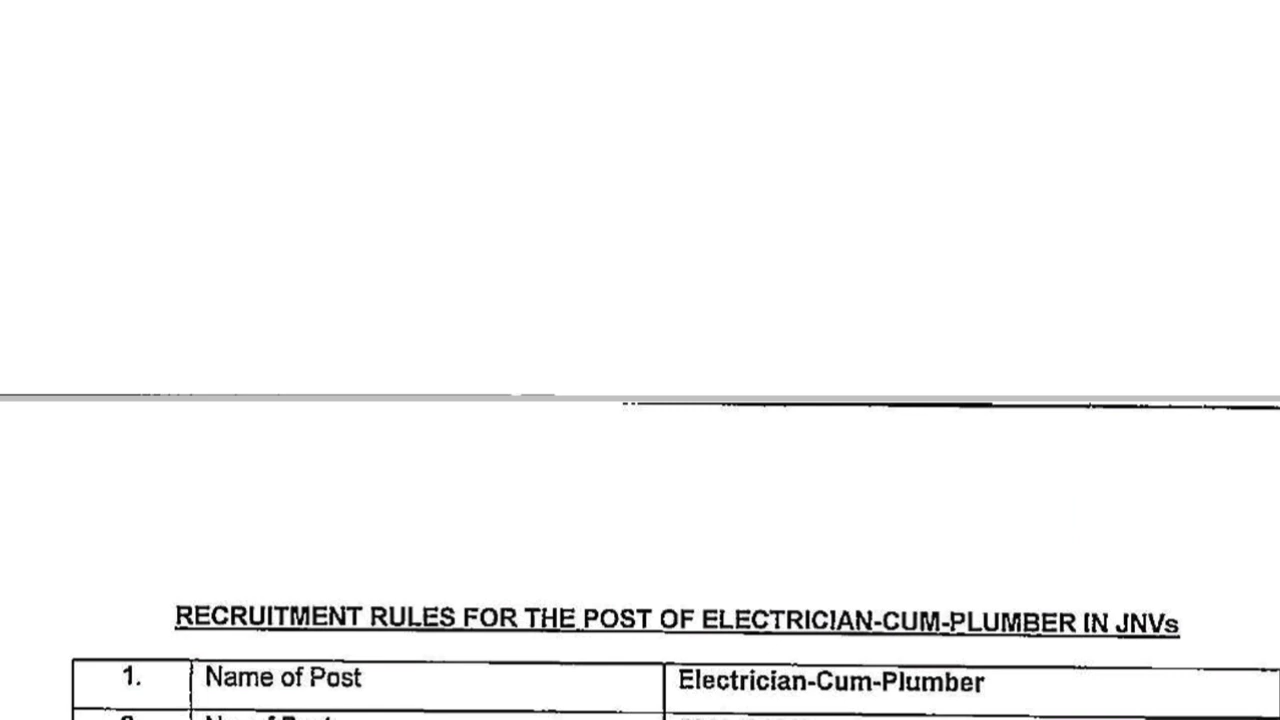 RECRUITMENT RULES FOR THE POST OF ELECTRICIAN-CUM-PLUMBER IN JNVs
1. Name of Post Electrician-Cum-Plumber